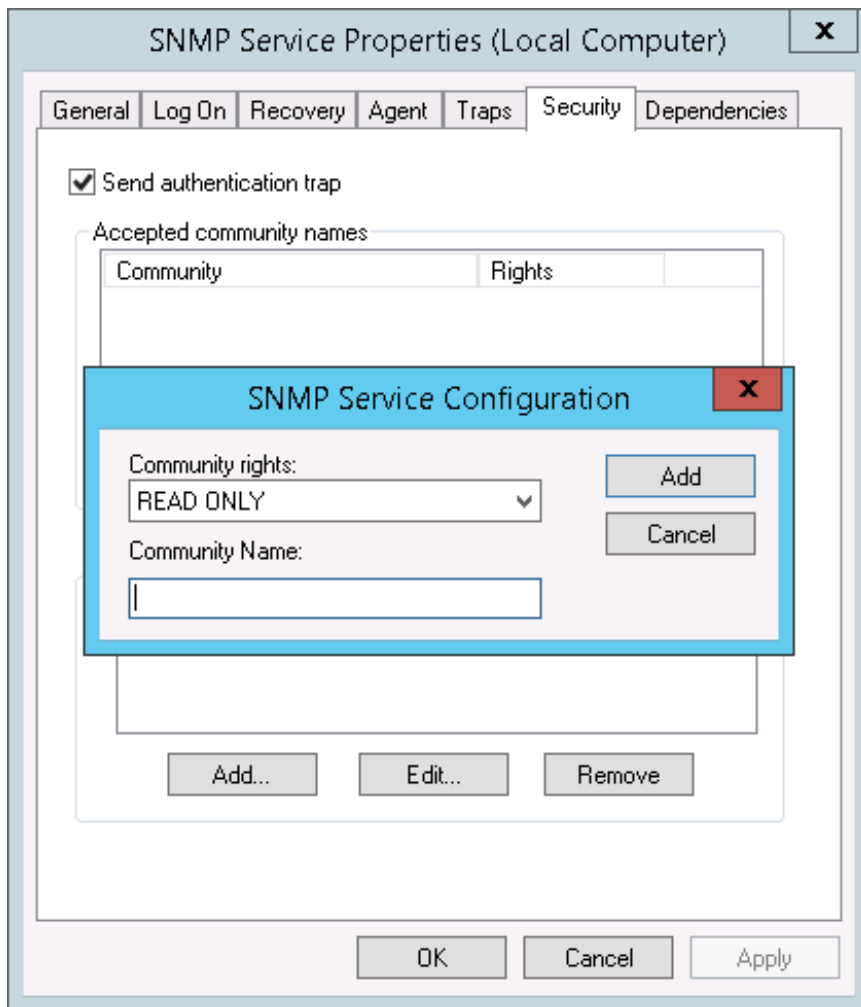 SNMP Service Properties (Local Computer)
x
General Log On Recovery Agent Traps Security Dependencies
Send authentication trap
Accepted community names
Community Rights
SNMP Service Configuration
x
Community rights:
READ ONLY
Add
Cancel
Community Name:
Add... Edit... Remove
OK Cancel Apply